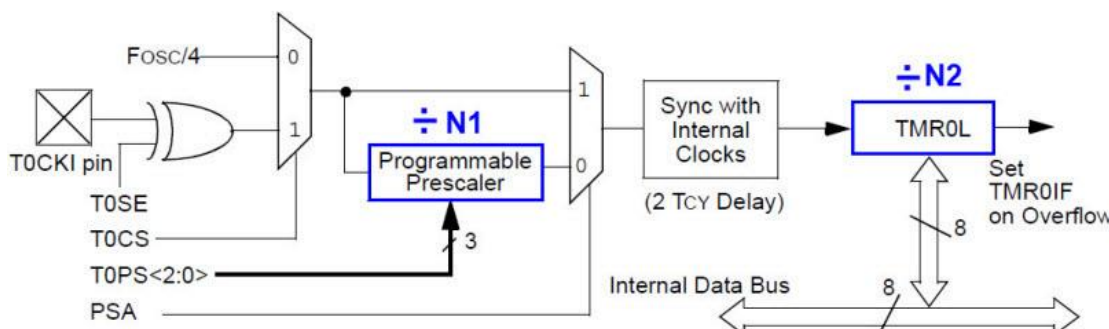 FOSC/4
0
1
T0CKI pin
T0SE
T0CS
T0PS<2:0>
PSA
÷ N1
Programmable
Prescaler
3
1
0
Sync with
Internal
Clocks
(2 TCY Delay)
÷ N2
TMR0L
Set
TMR0IF
on Overflow
8
Internal Data Bus
8